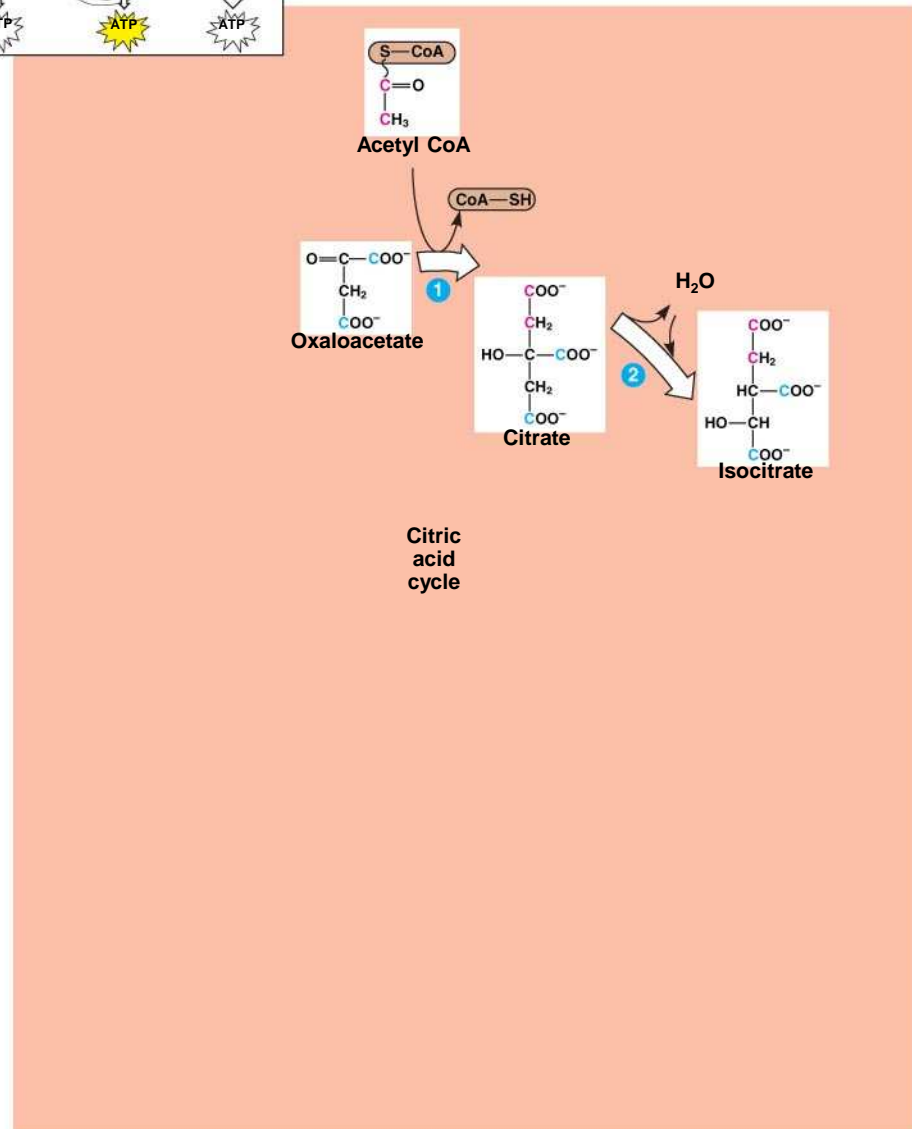 ATP
ATP
S—CoA
C=O
CH₃
Acetyl CoA
CoA—SH
O=C—COO⁻
CH₂
COO⁻
Oxaloacetate
1
COO⁻
CH₂
HO—C—COO⁻
CH₂
COO⁻
Citrate
H₂O
2
COO⁻
CH₂
HC—COO⁻
HO—CH
COO⁻
Isocitrate
Citric
acid
cycle